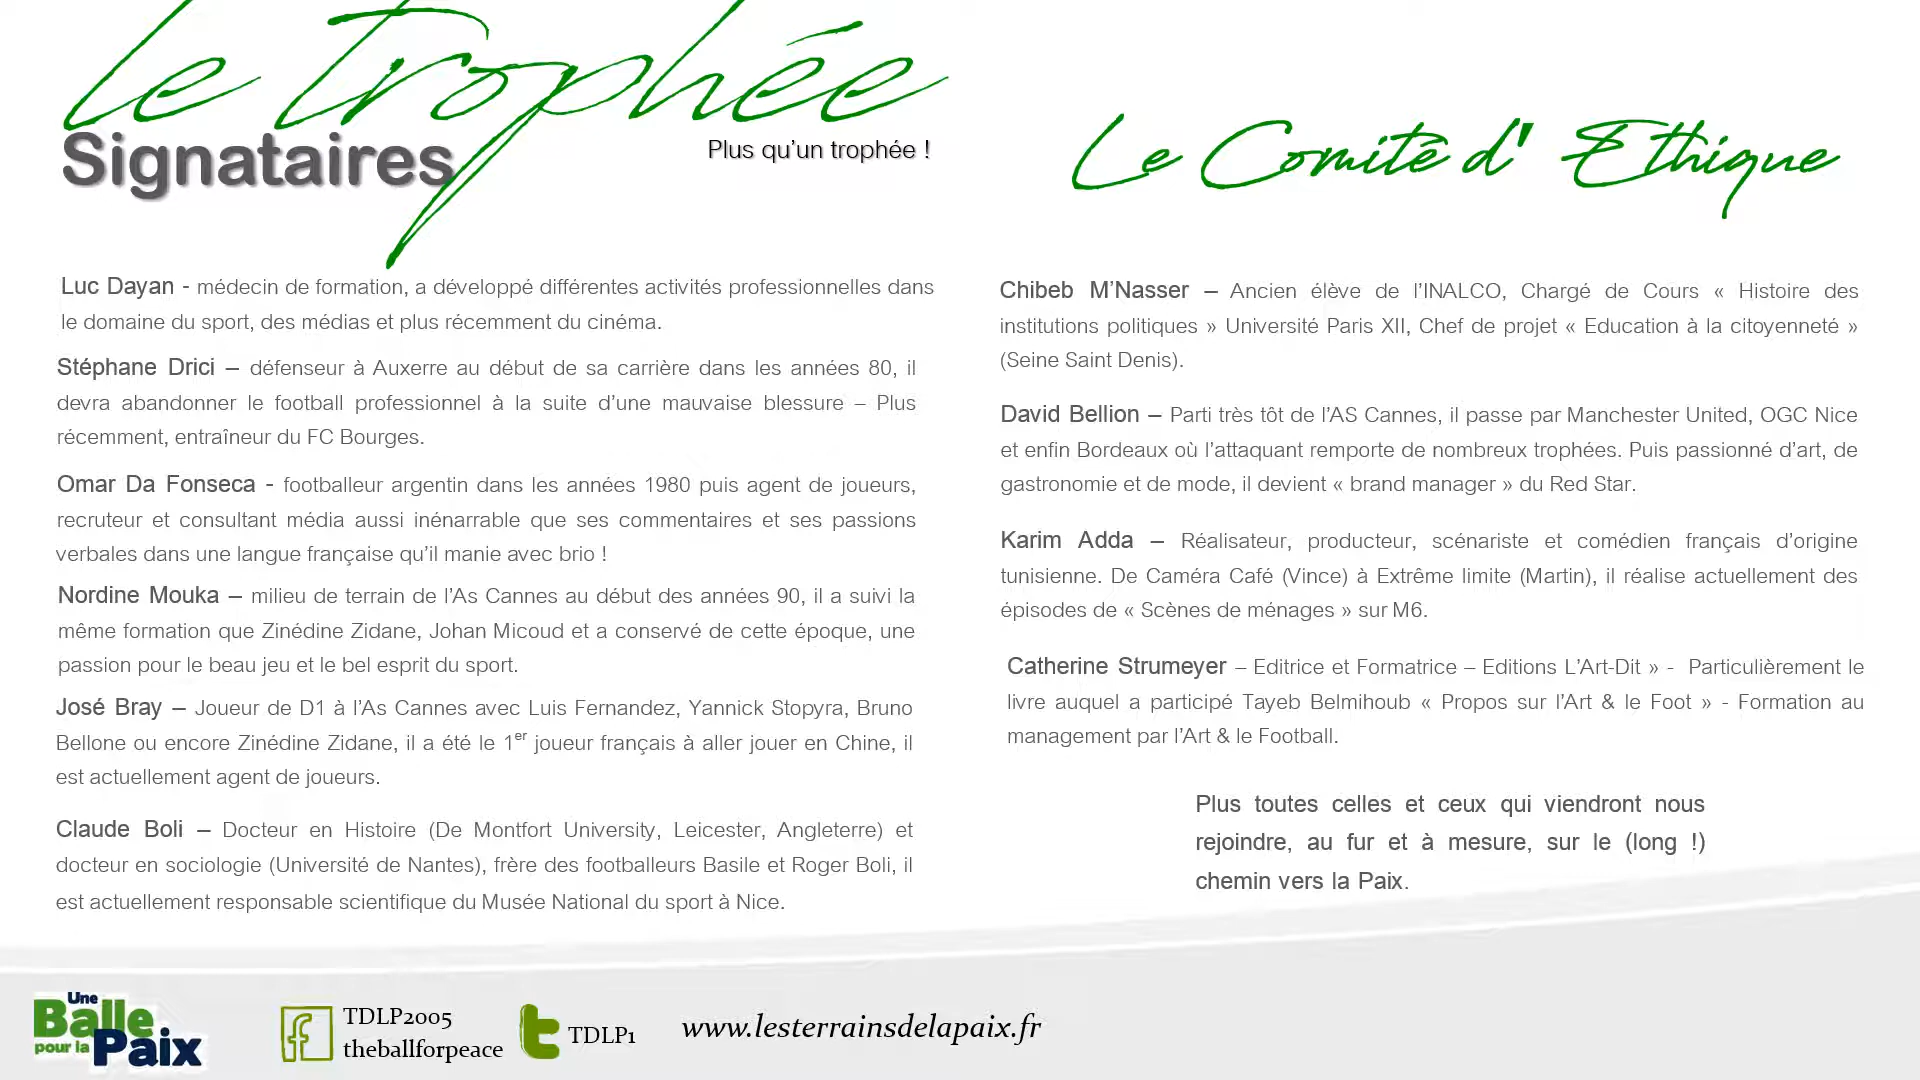 le trophée
Signataires
Plus qu’un trophée !
Luc Dayan - médecin de formation, a développé différentes activités professionnelles dans
le domaine du sport, des médias et plus récemment du cinéma.
Stéphane Drici – défenseur à Auxerre au début de sa carrière dans les années 80, il
devra abandonner le football professionnel à la suite d’une mauvaise blessure – Plus
récemment, entraîneur du FC Bourges.
Omar Da Fonseca - footballeur argentin dans les années 1980 puis agent de joueurs,
recruteur et consultant média aussi inénarrable que ses commentaires et ses passions
verbales dans une langue française qu’il manie avec brio !
Nordine Mouka – milieu de terrain de l’As Cannes au début des années 90, il a suivi la
même formation que Zinédine Zidane, Johan Micoud et a conservé de cette époque, une
passion pour le beau jeu et le bel esprit du sport.
José Bray – Joueur de D1 à l’As Cannes avec Luis Fernandez, Yannick Stopyra, Bruno
Bellone ou encore Zinédine Zidane, il a été le 1er joueur français à aller jouer en Chine, il
est actuellement agent de joueurs.
Claude Boli – Docteur en Histoire (De Montfort University, Leicester, Angleterre) et
docteur en sociologie (Université de Nantes), frère des footballeurs Basile et Roger Boli, il
est actuellement responsable scientifique du Musée National du sport à Nice.
Le Comité d' Ethique
Chibeb M’Nasser – Ancien élève de l’INALCO, Chargé de Cours « Histoire des
institutions politiques » Université Paris XII, Chef de projet « Education à la citoyenneté »
(Seine Saint Denis).
David Bellion – Parti très tôt de l’AS Cannes, il passe par Manchester United, OGC Nice
et enfin Bordeaux où l’attaquant remporte de nombreux trophées. Puis passionné d’art, de
gastronomie et de mode, il devient « brand manager » du Red Star.
Karim Adda – Réalisateur, producteur, scénariste et comédien français d’origine
tunisienne. De Caméra Café (Vince) à Extrême limite (Martin), il réalise actuellement des
épisodes de « Scènes de ménages » sur M6.
Catherine Strumeyer – Editrice et Formatrice – Editions L’Art-Dit » - Particulièrement le
livre auquel a participé Tayeb Belmihoub « Propos sur l’Art & le Foot » - Formation au
management par l’Art & le Football.
Plus toutes celles et ceux qui viendront nous
rejoindre, au fur et à mesure, sur le (long !)
chemin vers la Paix.
Une
Balle
pour la Paix
TDLP2005
theballforpeace
TDLP1
www.lesterrainsdelapaix.fr